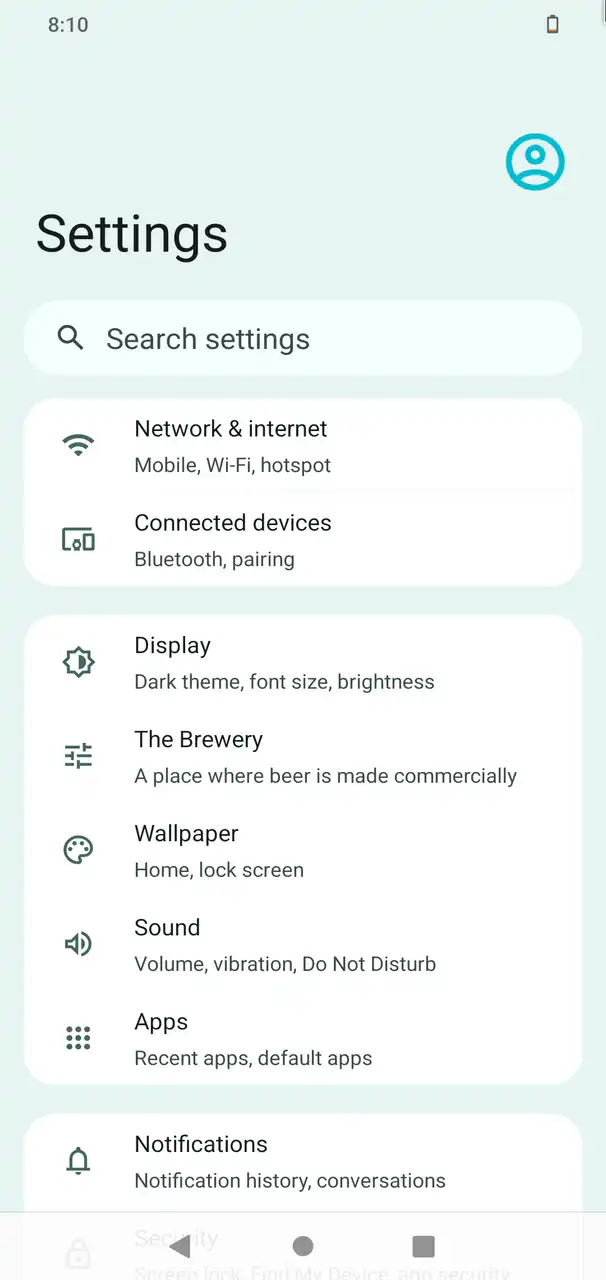 8:10
Settings
Search settings
Network & internet
Mobile, Wi-Fi, hotspot
Connected devices
Bluetooth, pairing
Display
Dark theme, font size, brightness
The Brewery
A place where beer is made commercially
Wallpaper
Home, lock screen
Sound
Volume, vibration, Do Not Disturb
Apps
Recent apps, default apps
Notifications
Notification history, conversations
Security
Screen lock, Find My Device, app security